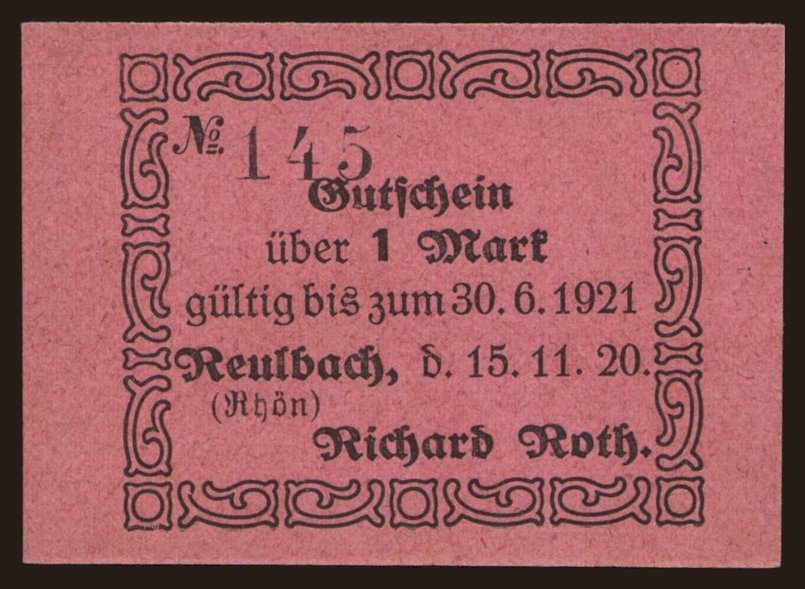 № 145
Gutschein
über 1 Mark
gültig bis zum 30. 6. 1921
Reulbach, d. 15. 11. 20.
(Rhön)
Richard Roth.